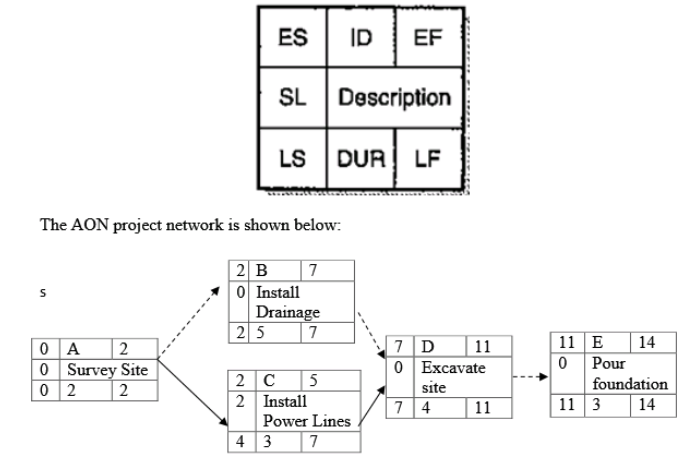 ES ID EF
SL Description
LS DUR LF
The AON project network is shown below:
s
2 B 7
0 Install
Drainage
2 5 7
0 A 2
0 Survey Site
0 2 2
2 C 5
2 Install
Power Lines
4 3 7
7 D 11
0 Excavate
site
7 4 11
11 E 14
0 Pour
foundation
11 3 14